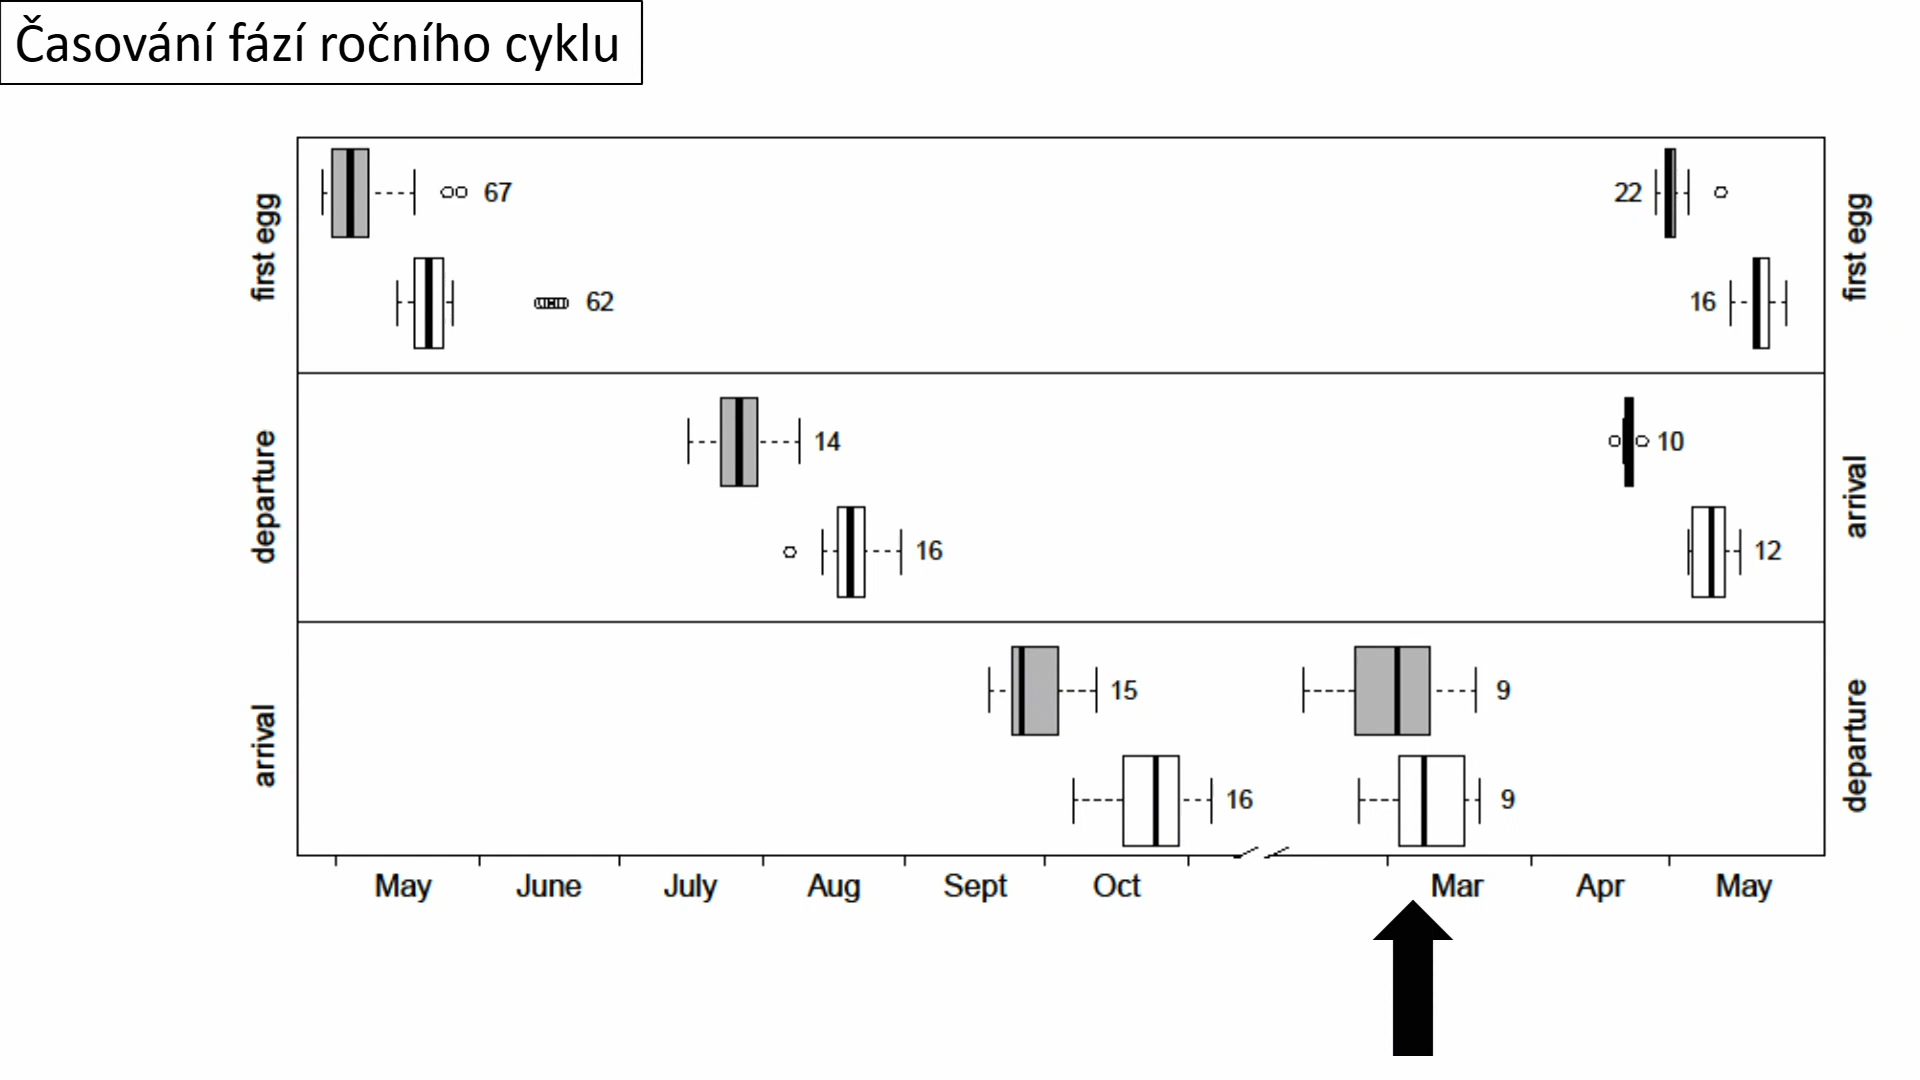 Časování fází ročního cyklu
first egg
67
62
22
16
first egg
departure
14
16
10
12
arrival
arrival
15
16
9
9
departure
May June July Aug Sept Oct Mar Apr May